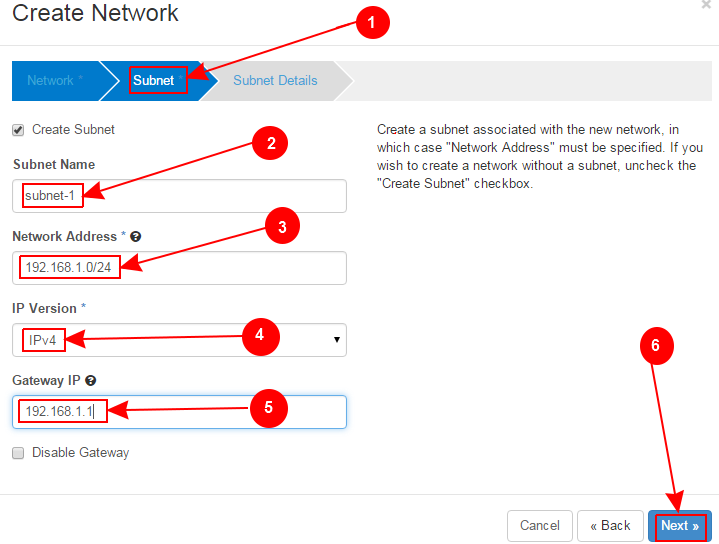 Create Network
×
1
Network * Subnet * Subnet Details
Create Subnet
Create a subnet associated with the new network, in
which case "Network Address" must be specified. If you
wish to create a network without a subnet, uncheck the
"Create Subnet" checkbox.
2
Subnet Name
subnet-1
3
Network Address * ?
192.168.1.0/24
IP Version *
4
IPv4
6
Gateway IP ?
192.168.1.1
5
Disable Gateway
Cancel « Back Next »